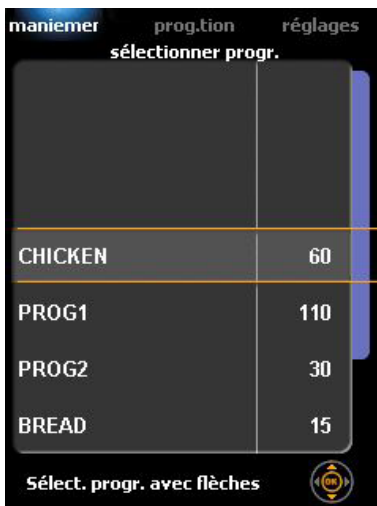 maniemer prog.tion réglages
sélectionner progr.
CHICKEN 60
PROG1 110
PROG2 30
BREAD 15
Sélect. progr. avec flèches OK